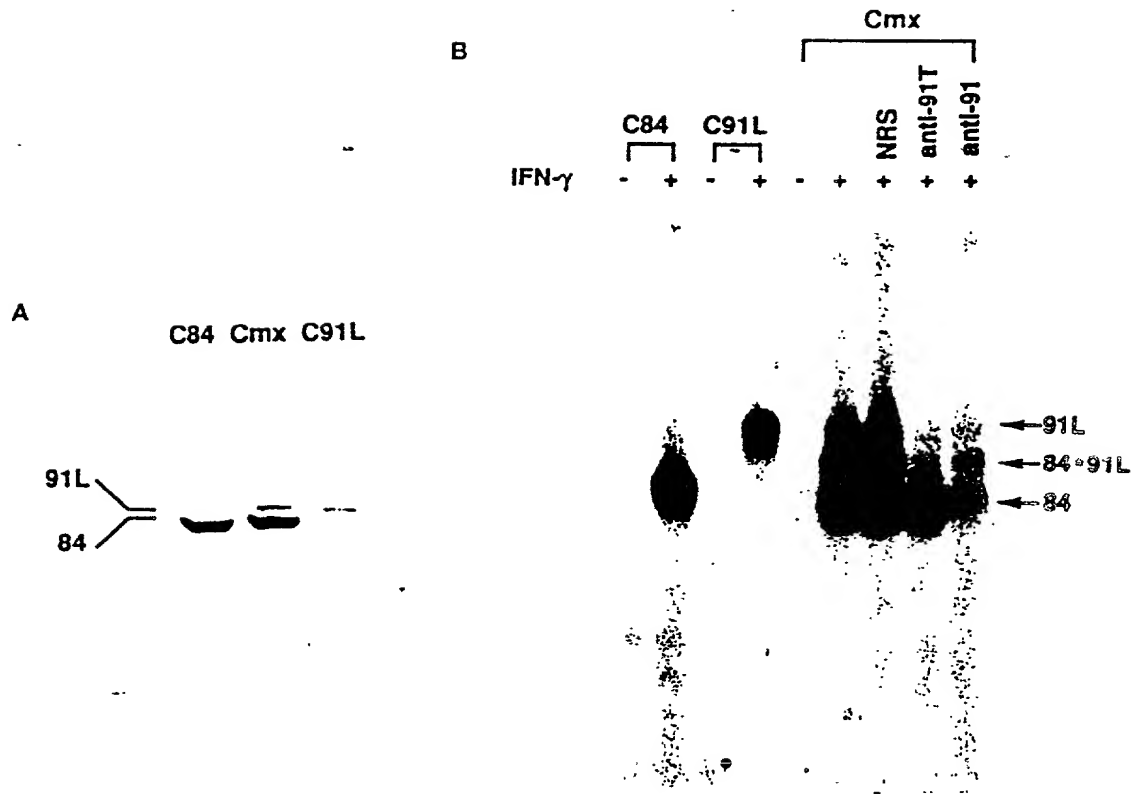 A
C84 Cmx C91L
91L
84
B
Cmx
C84 C91L NRS anti-91T anti-91
IFN-γ - + - + - + + + +
91L
84•91L
84